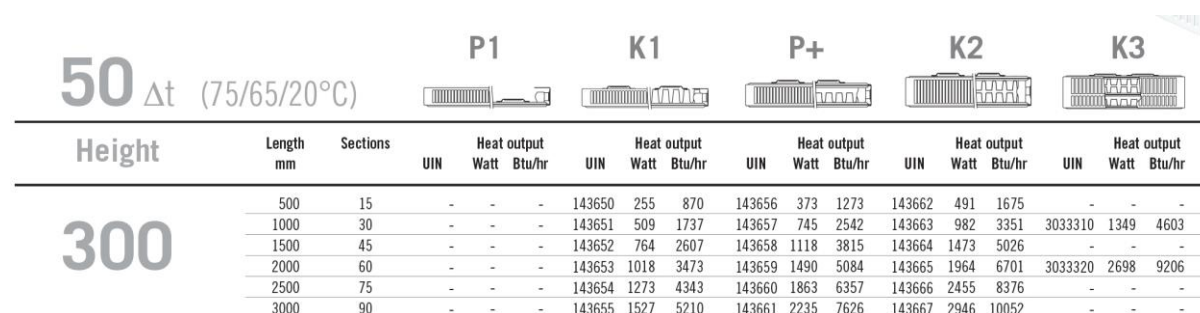 P1 K1 P+ K2 K3
50 Δt (75/65/20°C)
Height Length Sections Heat output Heat output Heat output Heat output Heat output
mm UIN Watt Btu/hr UIN Watt Btu/hr UIN Watt Btu/hr UIN Watt Btu/hr UIN Watt Btu/hr
300
500 15 - - - 143650 255 870 143656 373 1273 143662 491 1675 - - -
1000 30 - - - 143651 509 1737 143657 745 2542 143663 982 3351 3033310 1349 4603
1500 45 - - - 143652 764 2607 143658 1118 3815 143664 1473 5026 - - -
2000 60 - - - 143653 1018 3473 143659 1490 5084 143665 1964 6701 3033320 2698 9206
2500 75 - - - 143654 1273 4343 143660 1863 6357 143666 2455 8376 - - -
3000 90 - - - 143655 1527 5210 143661 2235 7626 143667 2946 10052 - - -